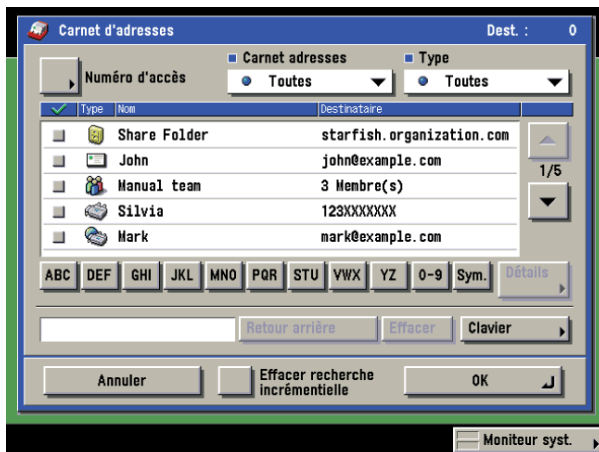 Carnet d'adresses Dest. : 0
Numéro d'accès
Carnet adresses Type
Toutes Toutes
Type Nom Destinataire
Share Folder starfish.organization.com
John john@example.com
Manual team 3 Membre(s)
Silvia 123XXXXXXX
Mark mark@example.com
1/5
ABC DEF GHI JKL MNO PQR STU VWX YZ 0-9 Sym. Détails
Retour arrière Effacer Clavier
Annuler Effacer recherche incrémentielle OK
Moniteur syst.